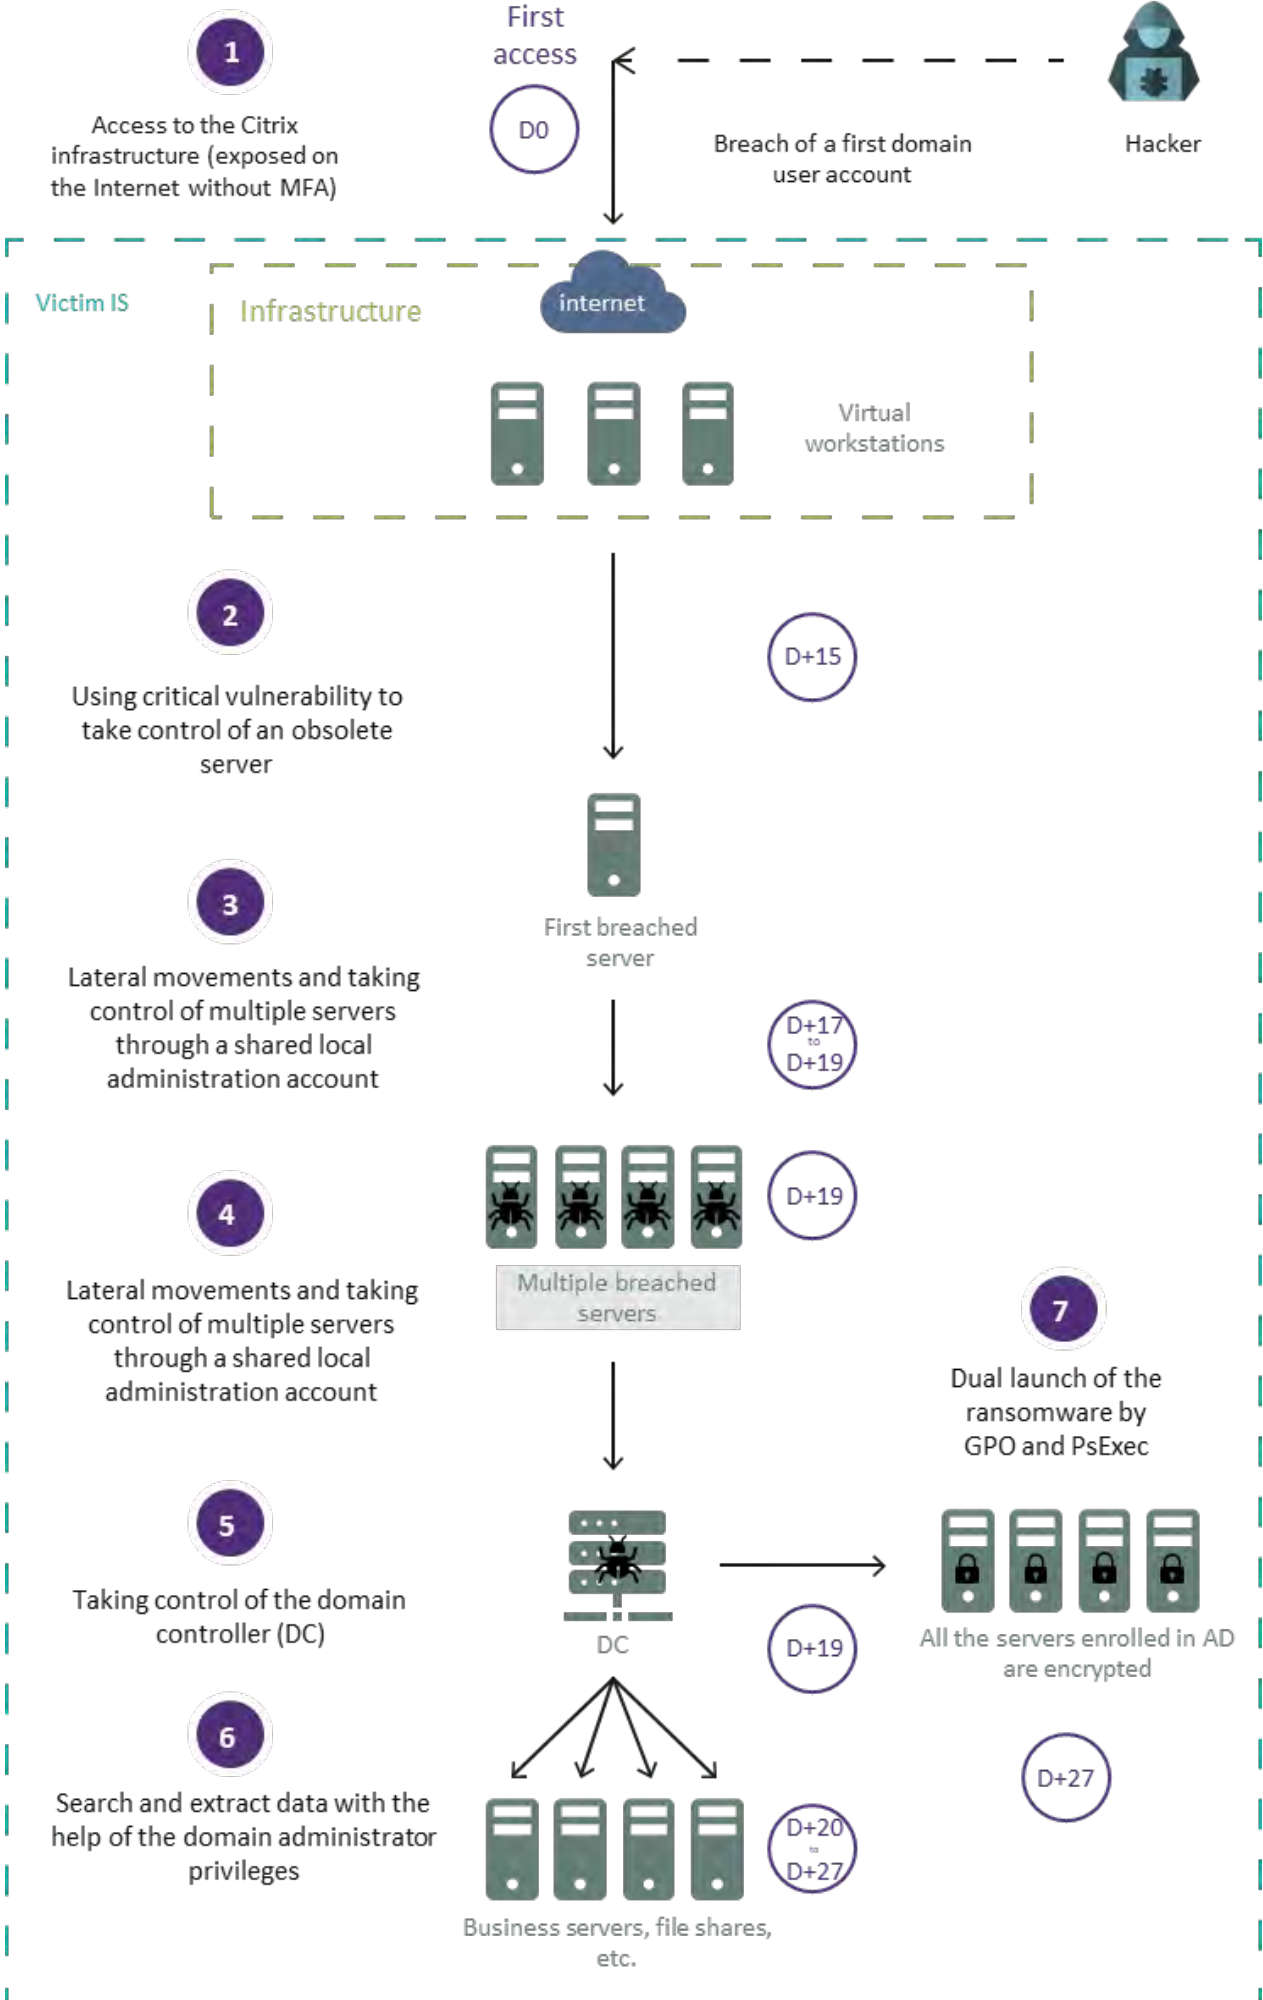 1
First
access
D0
Access to the Citrix
infrastructure (exposed on
the Internet without MFA)
Breach of a first domain
user account
Hacker
Victim IS
Infrastructure
internet
Virtual
workstations
2
D+15
Using critical vulnerability to
take control of an obsolete
server
3
First breached
server
Lateral movements and taking
control of multiple servers
through a shared local
administration account
D+17
to
D+19
4
D+19
Multiple breached
servers
Lateral movements and taking
control of multiple servers
through a shared local
administration account
7
Dual launch of the
ransomware by
GPO and PsExec
5
Taking control of the domain
controller (DC)
DC
D+19
All the servers enrolled in AD
are encrypted
6
D+27
Search and extract data with the
help of the domain administrator
privileges
D+20
to
D+27
Business servers, file shares,
etc.